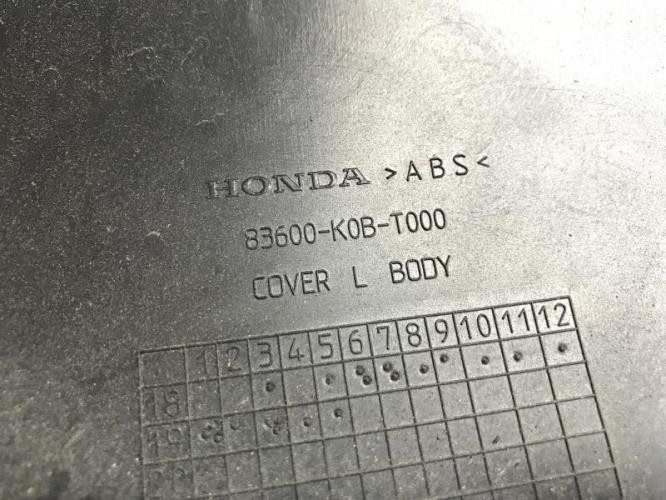 HONDA >ABS<
83600-K0B-T000
COVER L BODY
1 2 3 4 5 6 7 8 9 10 11 12
18
19